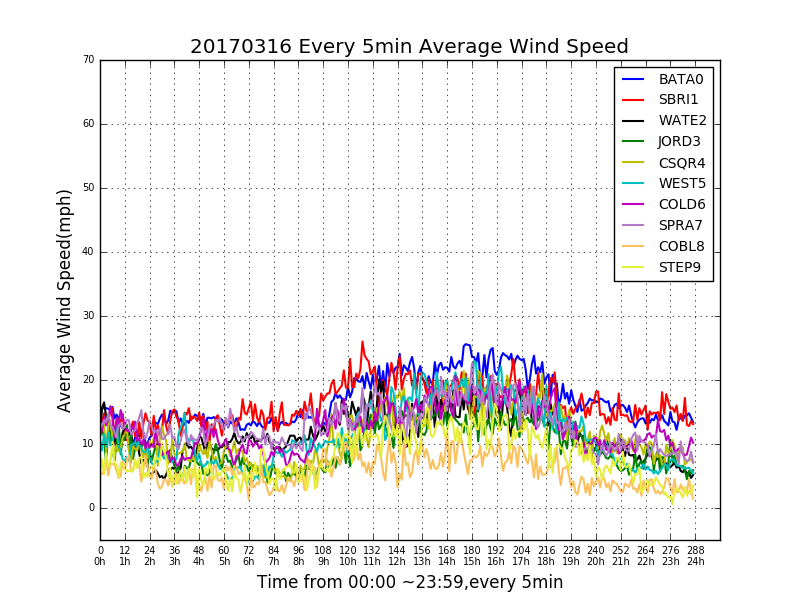 20170316 Every 5min Average Wind Speed
70
60
50
40
30
20
10
0
Average Wind Speed(mph)
BATA0
SBRI1
WATE2
JORD3
CSQR4
WEST5
COLD6
SPRA7
COBL8
STEP9
0 12 24 36 48 60 72 84 96 108 120 132 144 156 168 180 192 204 216 228 240 252 264 276 288
0h 1h 2h 3h 4h 5h 6h 7h 8h 9h 10h 11h 12h 13h 14h 15h 16h 17h 18h 19h 20h 21h 22h 23h 24h
Time from 00:00 ~23:59,every 5min